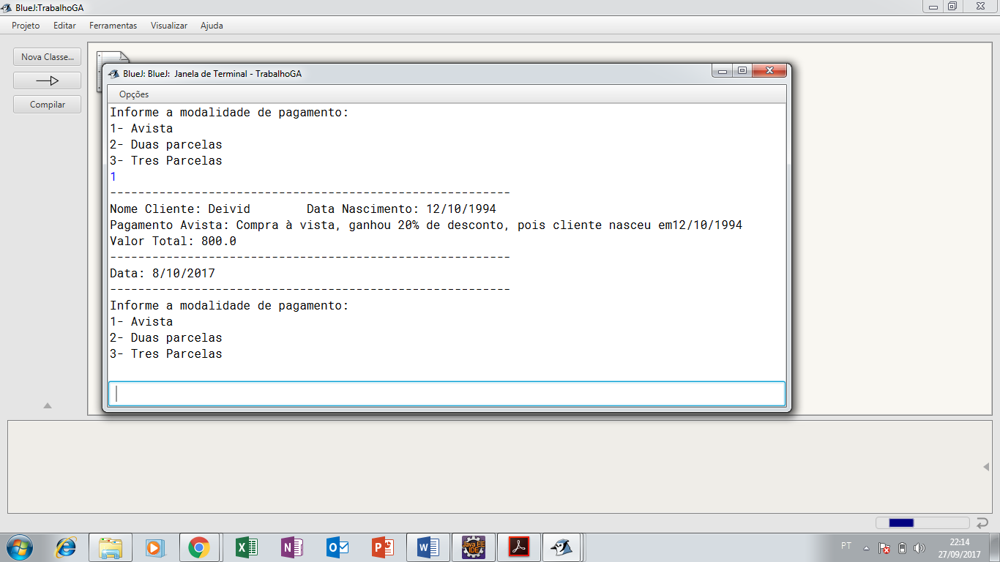 BlueJ:TrabalhoGA
Projeto Editar Ferramentas Visualizar Ajuda
Nova Classe...
Compilar
BlueJ: BlueJ: Janela de Terminal - TrabalhoGA
Opções
Informe a modalidade de pagamento:
1- Avista
2- Duas parcelas
3- Tres Parcelas
1
---------------------------------------------------------
Nome Cliente: Deivid        Data Nascimento: 12/10/1994
Pagamento Avista: Compra à vista, ganhou 20% de desconto, pois cliente nasceu em12/10/1994
Valor Total: 800.0
---------------------------------------------------------
Data: 8/10/2017
---------------------------------------------------------
Informe a modalidade de pagamento:
1- Avista
2- Duas parcelas
3- Tres Parcelas
Java EE
IDE
PT
22:14
27/09/2017